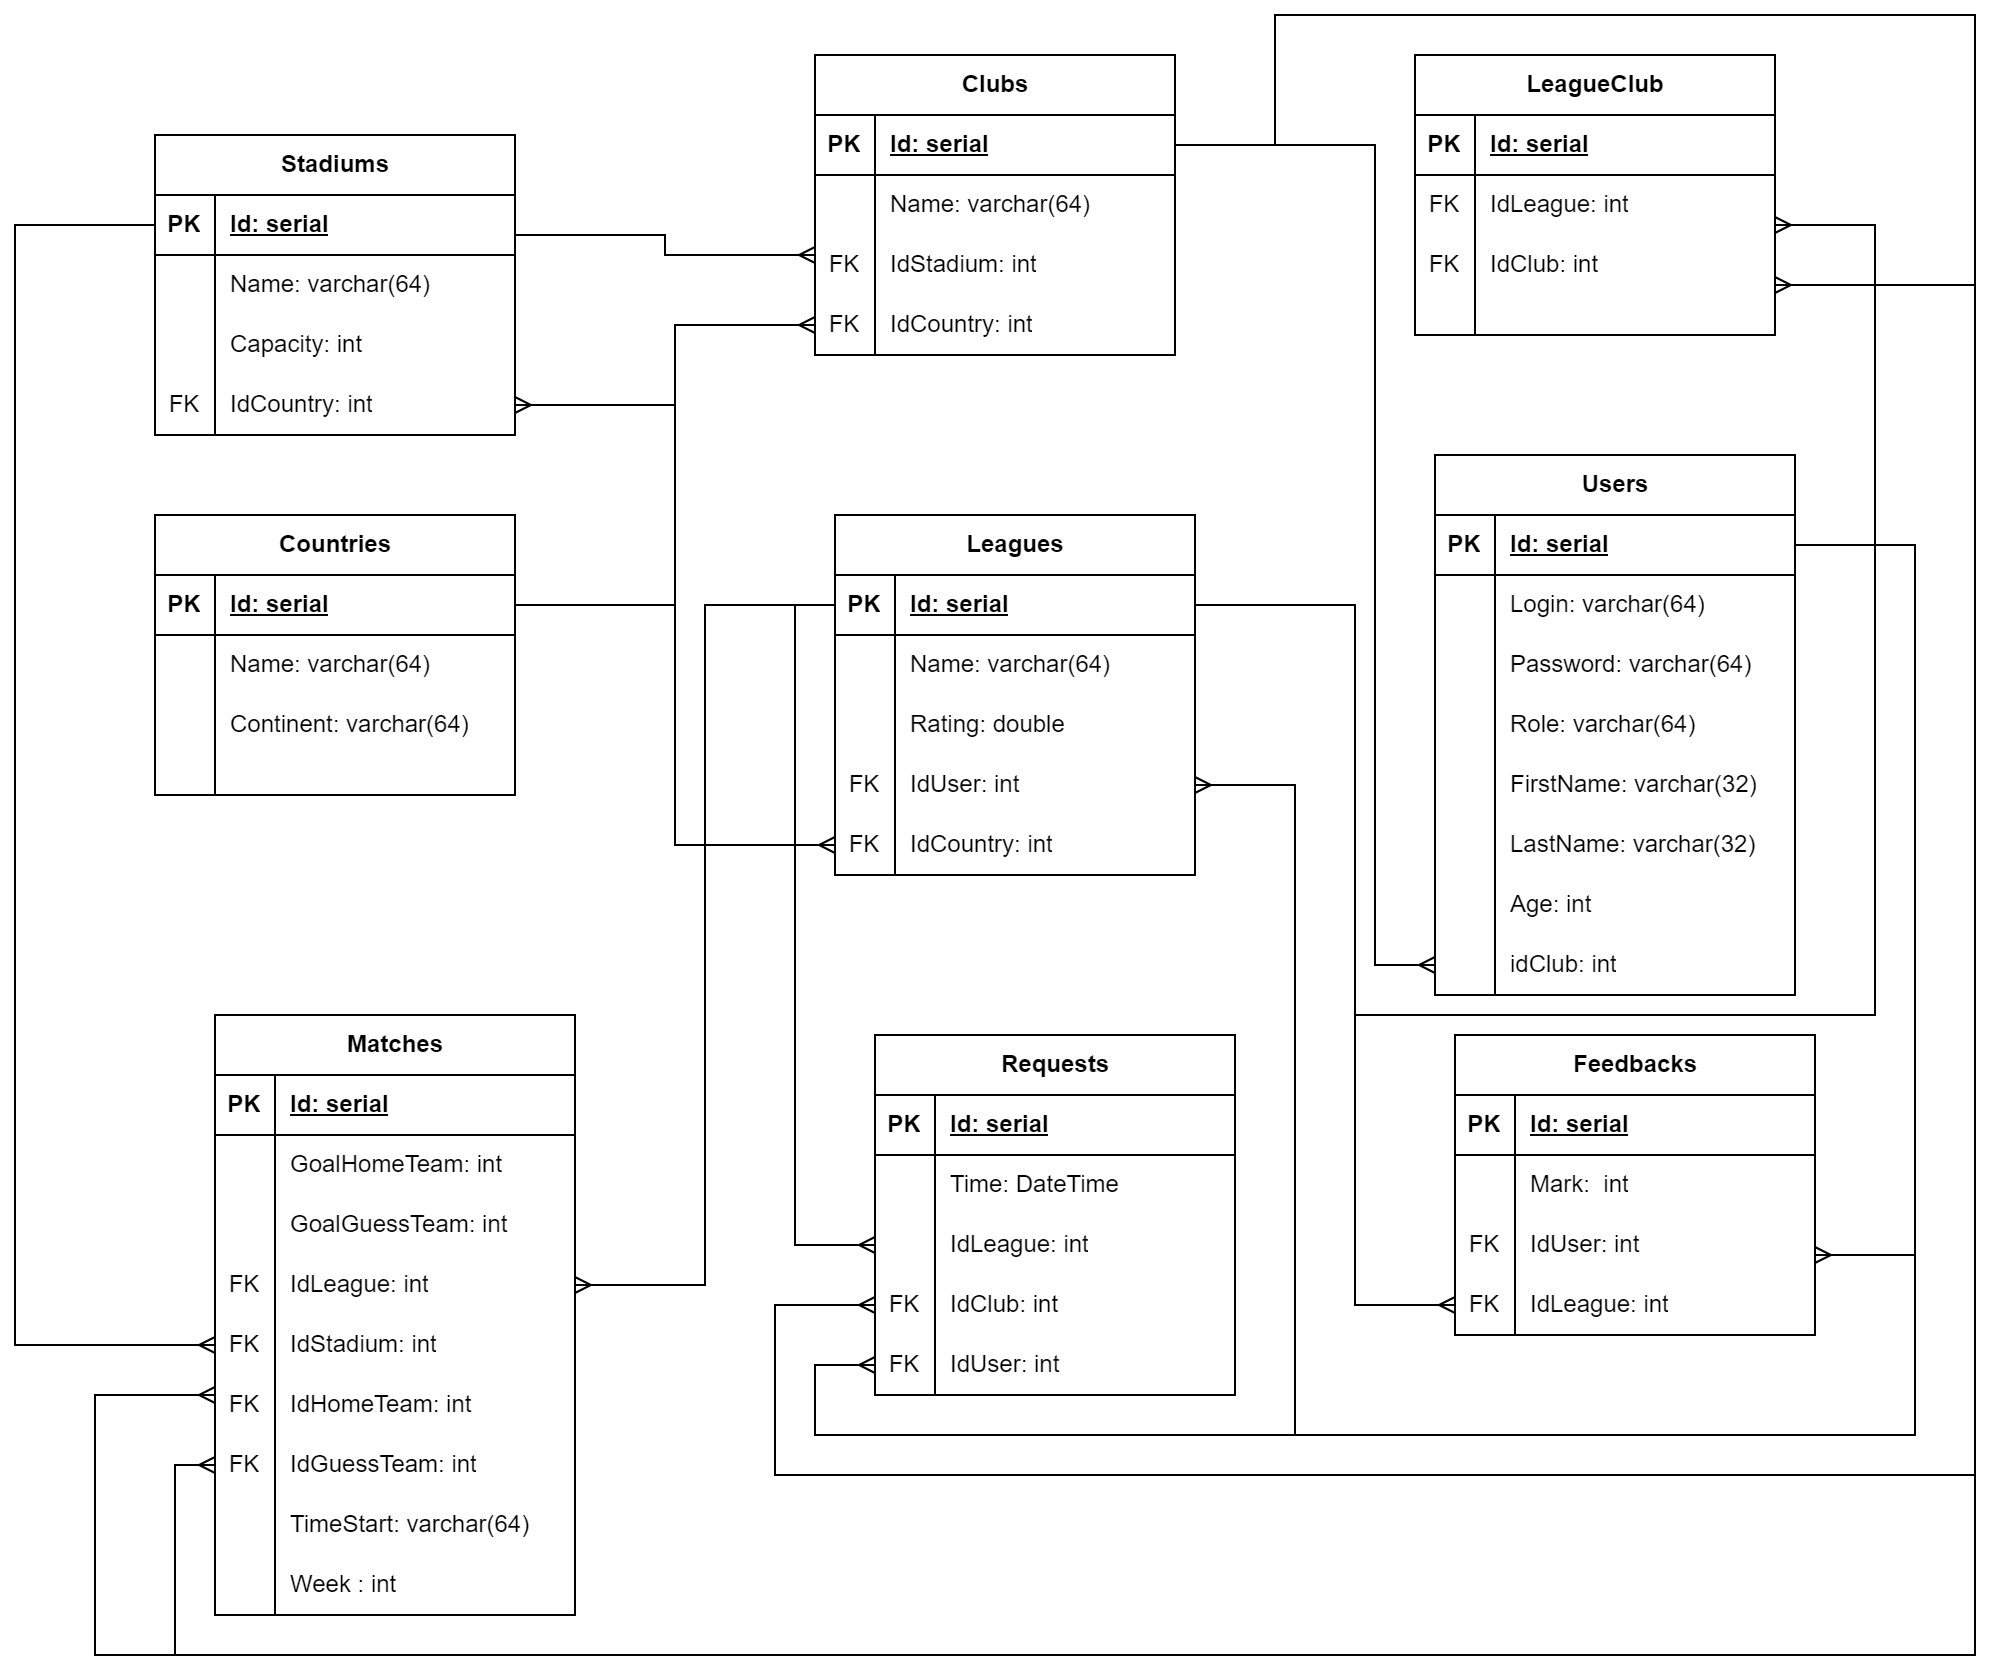 Clubs
PK Id: serial
Name: varchar(64)
FK IdStadium: int
FK IdCountry: int
LeagueClub
PK Id: serial
FK IdLeague: int
FK IdClub: int
Stadiums
PK Id: serial
Name: varchar(64)
Capacity: int
FK IdCountry: int
Users
PK Id: serial
Login: varchar(64)
Password: varchar(64)
Role: varchar(64)
FirstName: varchar(32)
LastName: varchar(32)
Age: int
idClub: int
Countries
PK Id: serial
Name: varchar(64)
Continent: varchar(64)
Leagues
PK Id: serial
Name: varchar(64)
Rating: double
FK IdUser: int
FK IdCountry: int
Matches
PK Id: serial
GoalHomeTeam: int
GoalGuessTeam: int
FK IdLeague: int
FK IdStadium: int
FK IdHomeTeam: int
FK IdGuessTeam: int
TimeStart: varchar(64)
Week : int
Requests
PK Id: serial
Time: DateTime
IdLeague: int
FK IdClub: int
FK IdUser: int
Feedbacks
PK Id: serial
Mark:  int
FK IdUser: int
FK IdLeague: int